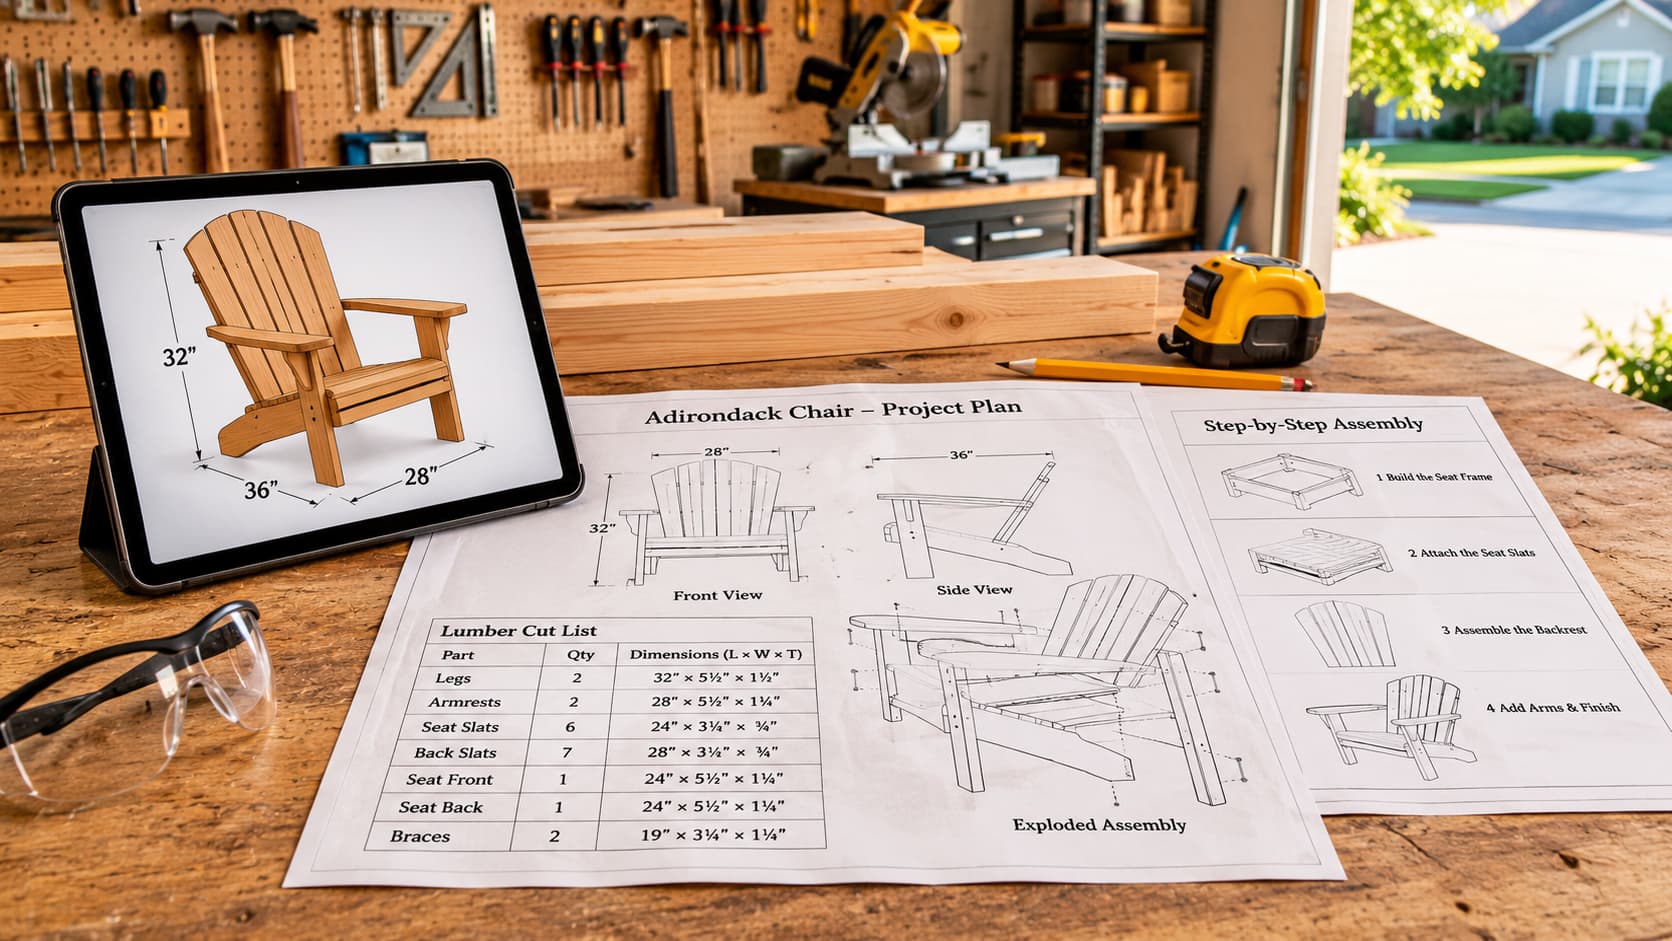 32"
36"
28"
Adirondack Chair – Project Plan
28"
32"
Front View
36"
Side View
Lumber Cut List
Part Qty Dimensions (L × W × T)
Legs 2 32" × 5½" × 1½"
Armrests 2 28" × 5½" × 1¼"
Seat Slats 6 24" × 3¼" × ¾"
Back Slats 7 28" × 3½" × ¾"
Seat Front 1 24" × 5½" × 1¼"
Seat Back 1 24" × 5½" × 1¼"
Braces 2 19" × 3¼" × 1¼"
Exploded Assembly
Step-by-Step Assembly
1 Build the Seat Frame
2 Attach the Seat Slats
3 Assemble the Backrest
4 Add Arms & Finish